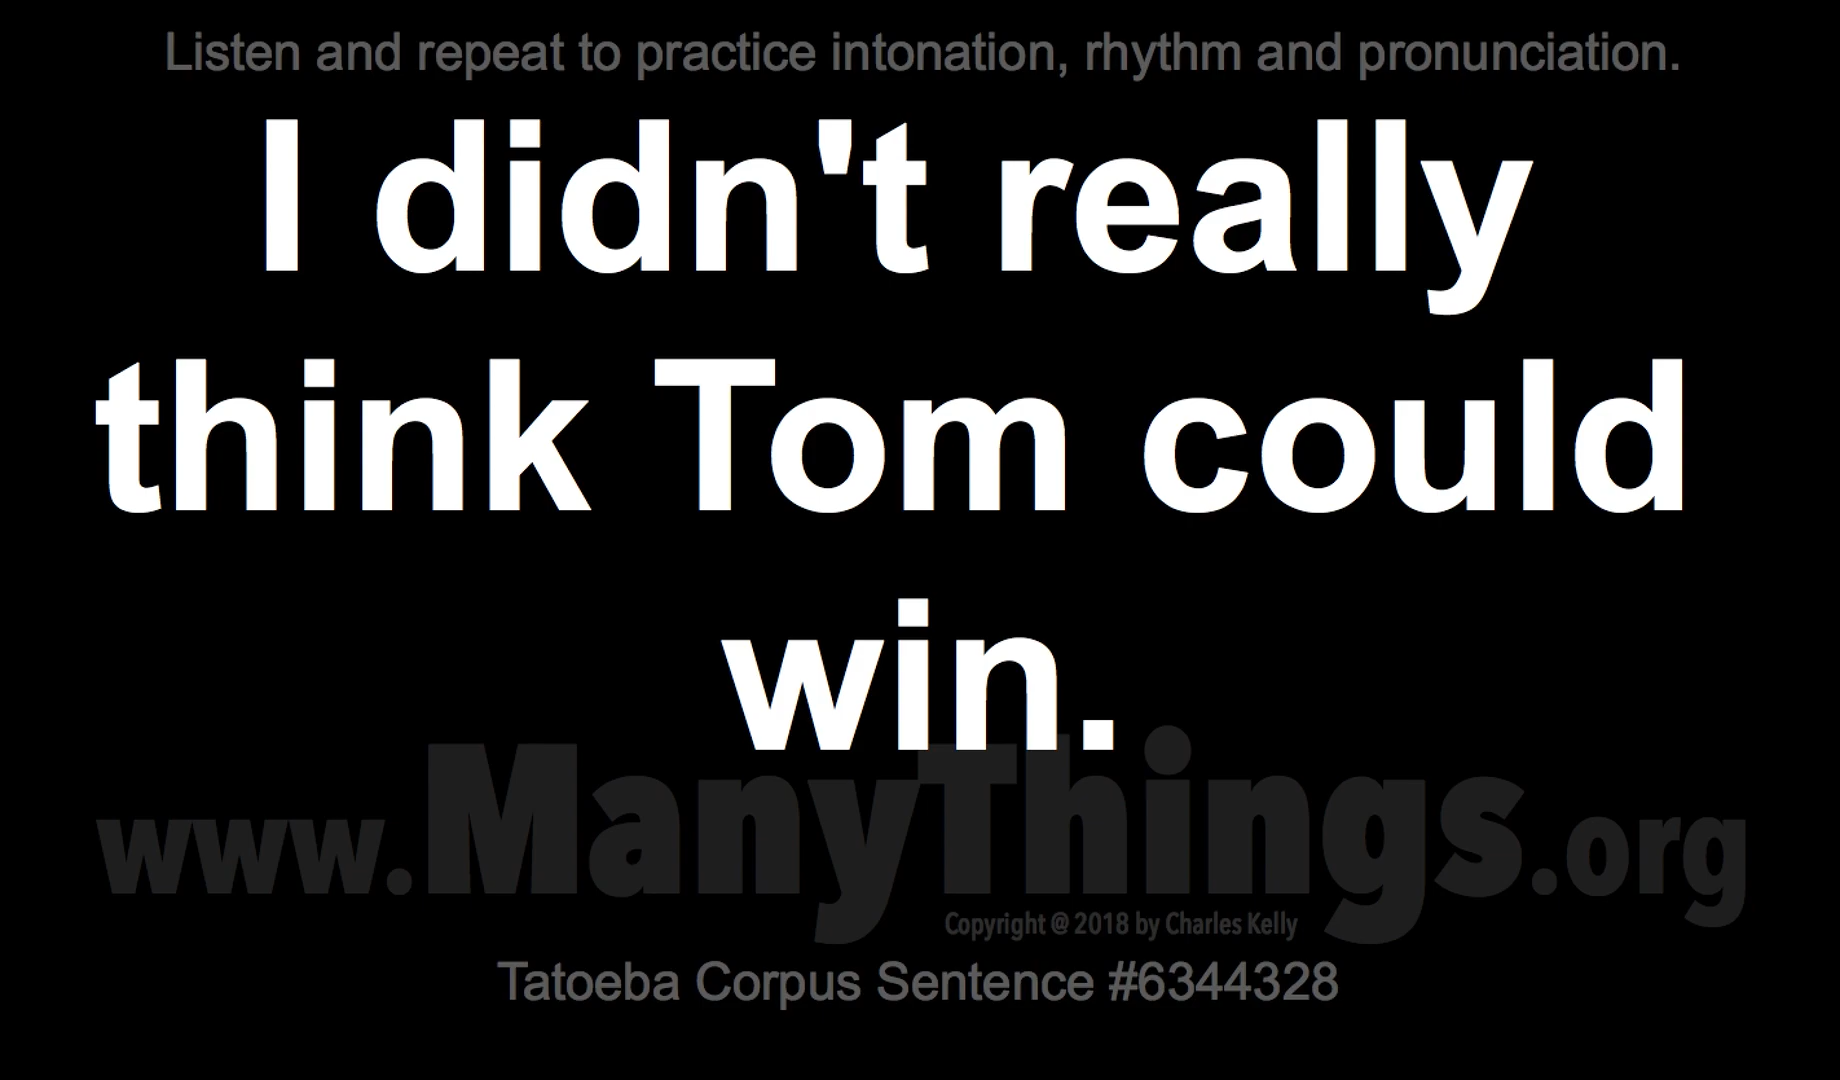 Listen and repeat to practice intonation, rhythm and pronunciation.
I didn't really
think Tom could
win.
www.ManyThings.org
Copyright @ 2018 by Charles Kelly
Tatoeba Corpus Sentence #6344328